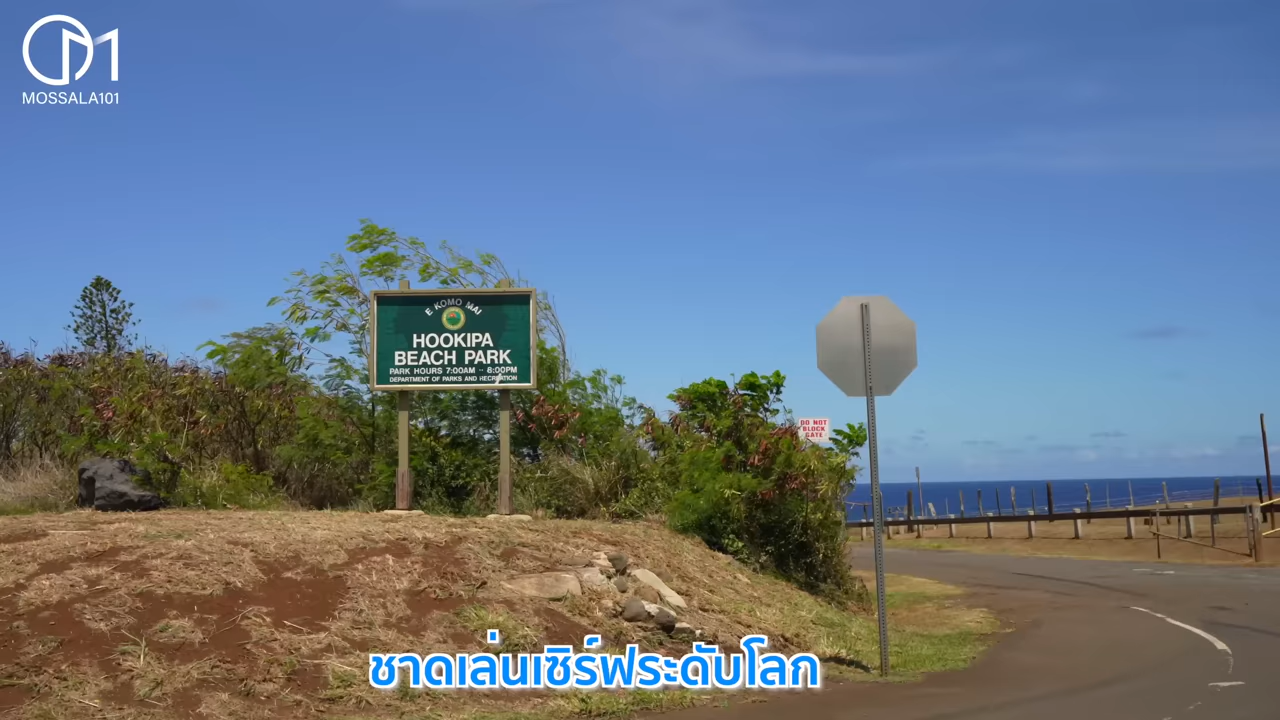 MOSSALA101
E KOMO MAI
HOOKIPA
BEACH PARK
PARK HOURS 7:00AM - 8:00PM
DEPARTMENT OF PARKS AND RECREATION
DO NOT
BLOCK
GATE
ชาดเล่นเซิร์ฟระดับโลก